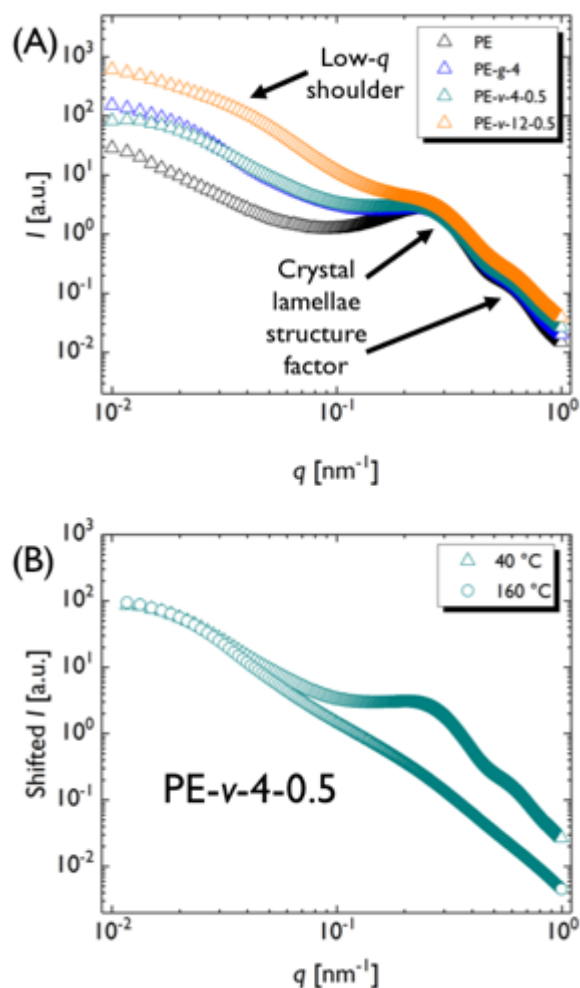 (A)
I [a.u.]
10³
10²
10¹
10⁰
10⁻¹
10⁻²
Low-q
shoulder
PE
PE-g-4
PE-v-4-0.5
PE-v-12-0.5
Crystal
lamellae
structure
factor
10⁻² 10⁻¹ 10⁰
q [nm⁻¹]
(B)
Shifted I [a.u.]
10³
10²
10¹
10⁰
10⁻¹
10⁻²
40 °C
160 °C
PE-v-4-0.5
10⁻² 10⁻¹ 10⁰
q [nm⁻¹]